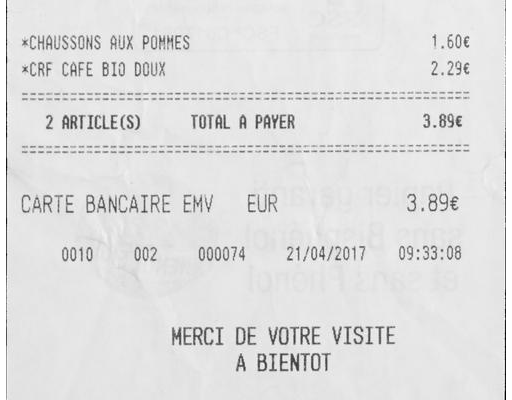 *CHAUSSONS AUX POMMES 1.60€
*CRF CAFE BIO DOUX 2.29€
2 ARTICLE(S) TOTAL A PAYER 3.89€
CARTE BANCAIRE EMV EUR 3.89€
0010 002 000074 21/04/2017 09:33:08
MERCI DE VOTRE VISITE
A BIENTOT